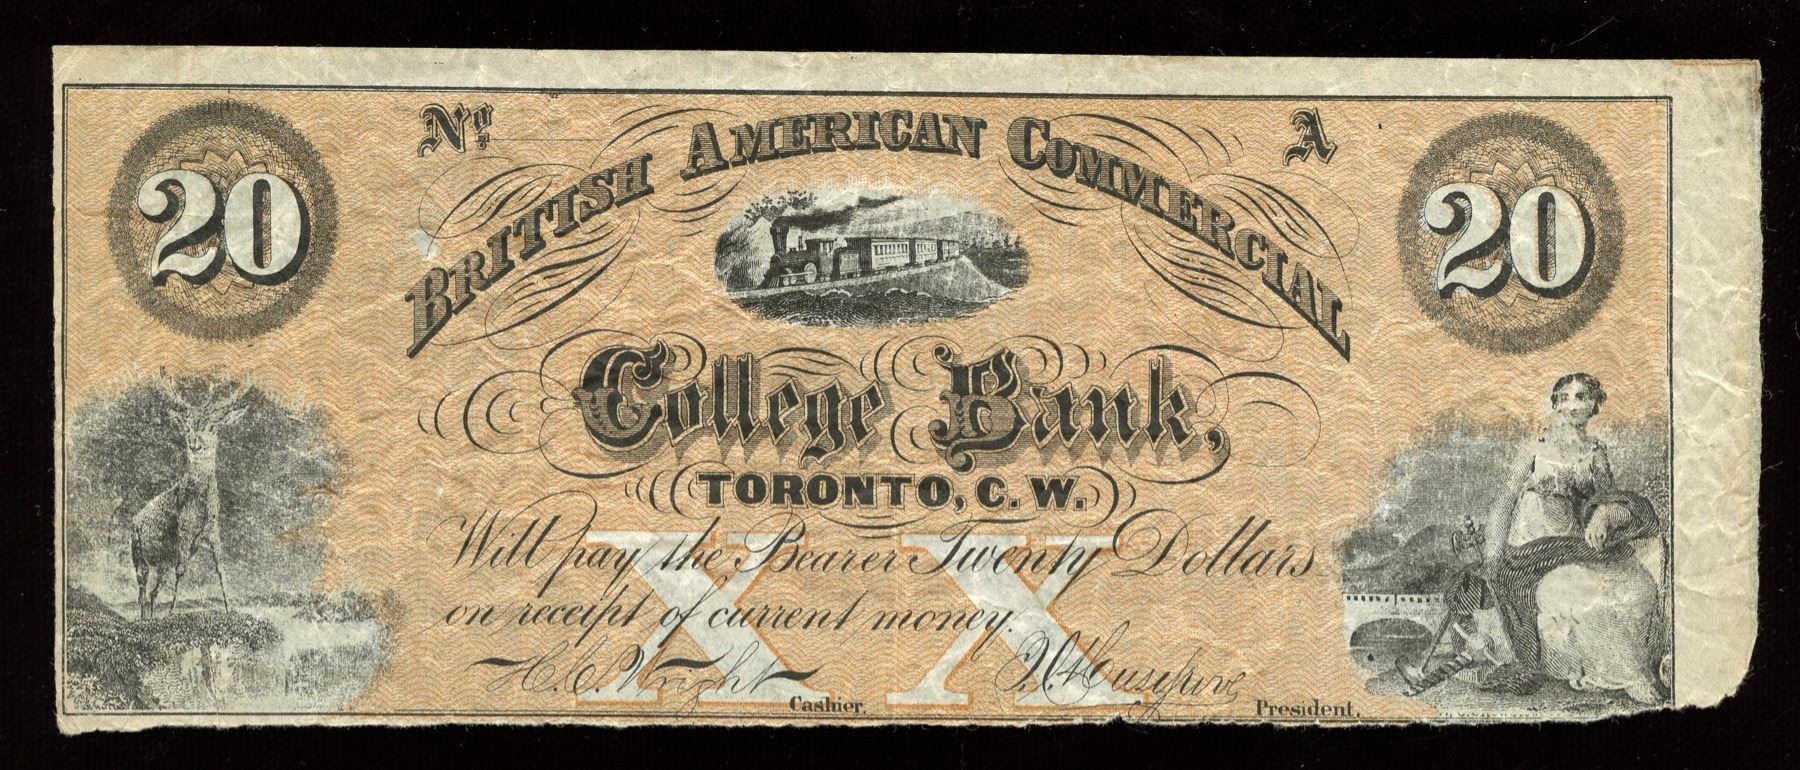 20
No.
BRITISH AMERICAN COMMERCIAL
A
20
College Bank,
TORONTO, C. W.
XX
Will pay the Bearer Twenty Dollars
on receipt of current money.
H. C. Wright
Cashier.
President.